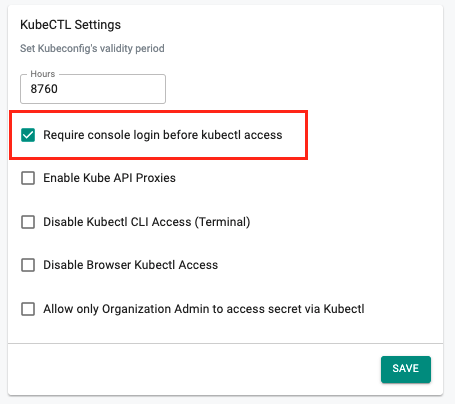 KubeCTL Settings
Set Kubeconfig's validity period
Hours
8760
Require console login before kubectl access
Enable Kube API Proxies
Disable Kubectl CLI Access (Terminal)
Disable Browser Kubectl Access
Allow only Organization Admin to access secret via Kubectl
SAVE